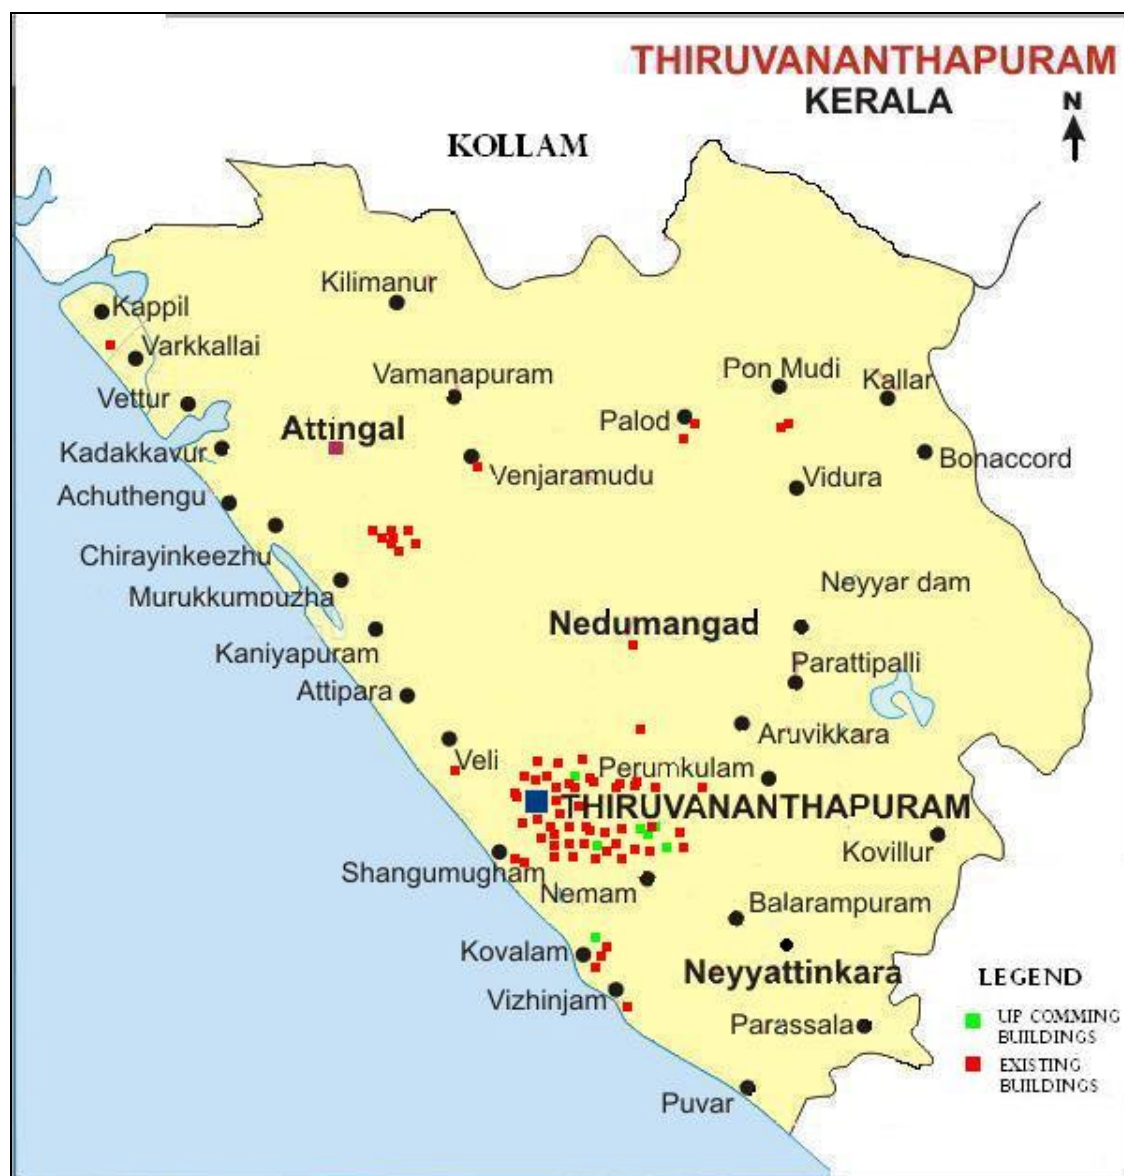 THIRUVANANTHAPURAM
KERALA
N
KOLLAM
Kilimanur
Kappil
Varkkallai
Vamanapuram
Pon Mudi
Kallar
Vettur
Attingal
Palod
Kadakkavur
Venjaramudu
Vidura
Bonaccord
Achuthengu
Chirayinkeezhu
Murukkumpuzha
Neyyar dam
Nedumangad
Kaniyapuram
Parattipalli
Attipara
Aruvikkara
Veli
Perumkulam
THIRUVANANTHAPURAM
Kovillur
Shangumugham
Nemam
Balarampuram
Kovalam
Neyyattinkara
LEGEND
Vizhinjam
UP COMMING
BUILDINGS
Parassala
EXISTING
BUILDINGS
Puvar